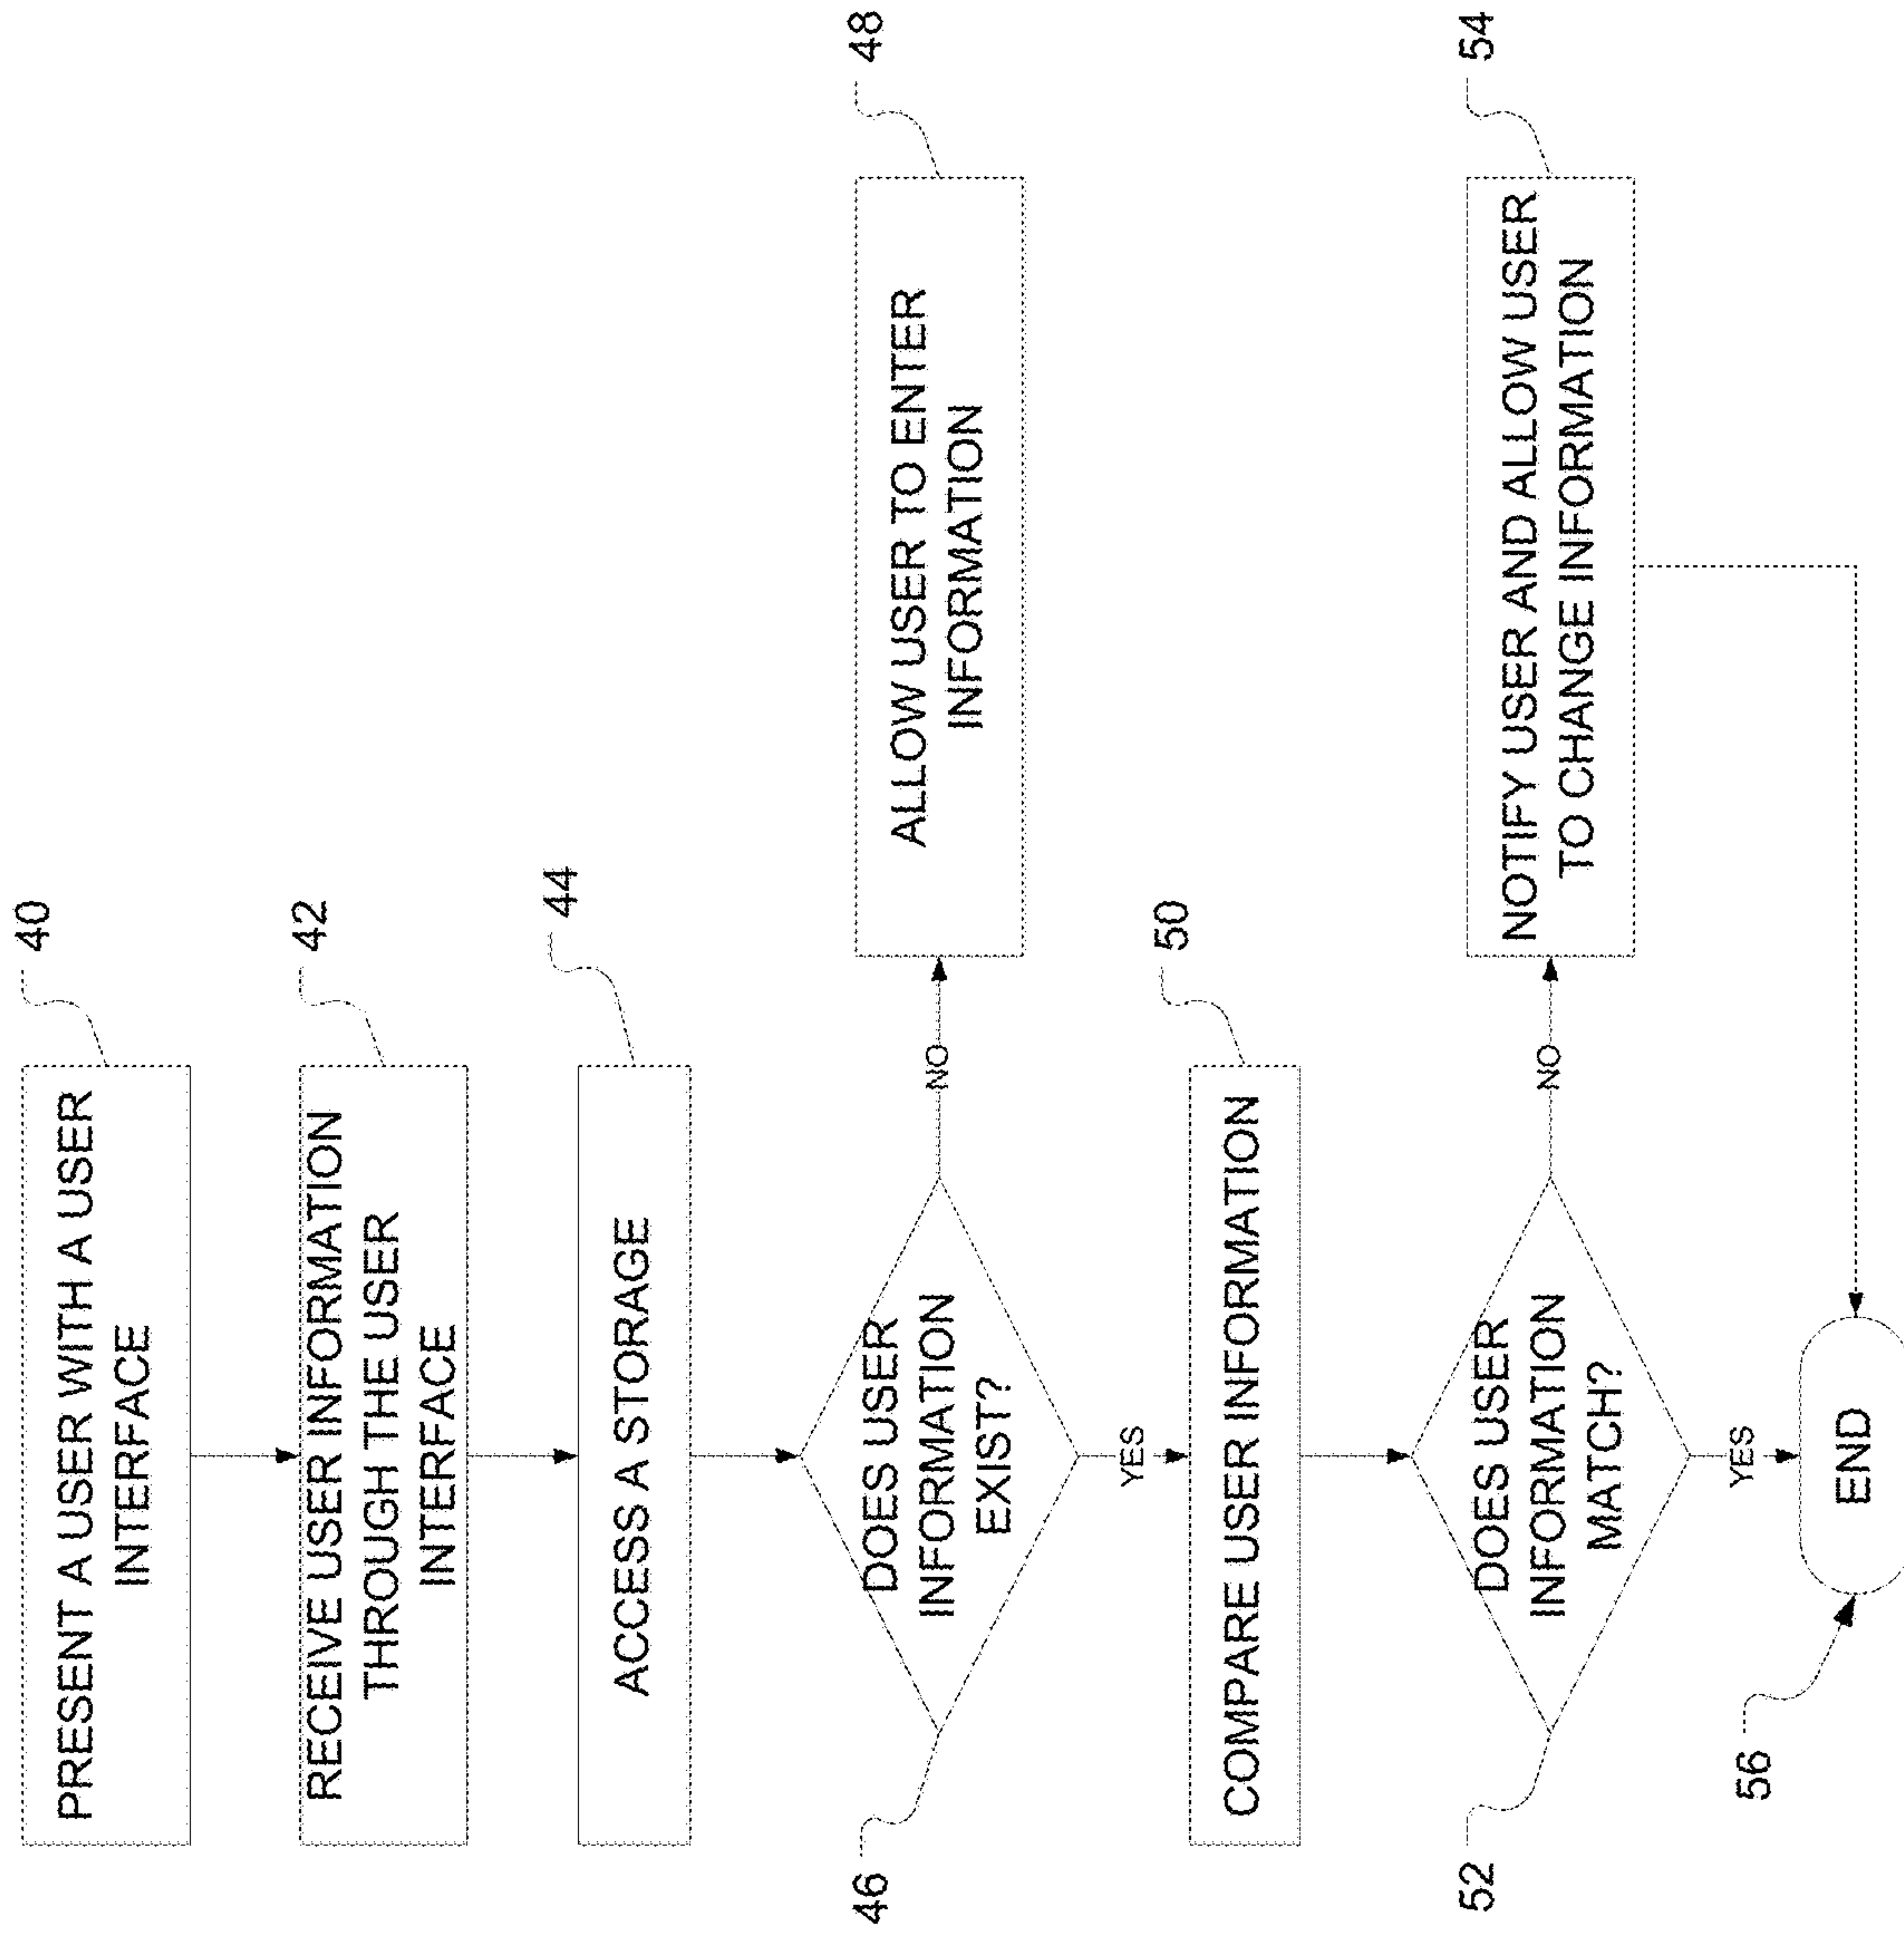 40
PRESENT A USER WITH A USER
INTERFACE
42
RECEIVE USER INFORMATION
THROUGH THE USER
INTERFACE
44
ACCESS A STORAGE
46
DOES USER
INFORMATION
EXIST?
NO
48
ALLOW USER TO ENTER
INFORMATION
YES
50
COMPARE USER INFORMATION
52
DOES USER
INFORMATION
MATCH?
NO
54
NOTIFY USER AND ALLOW USER
TO CHANGE INFORMATION
YES
56
END